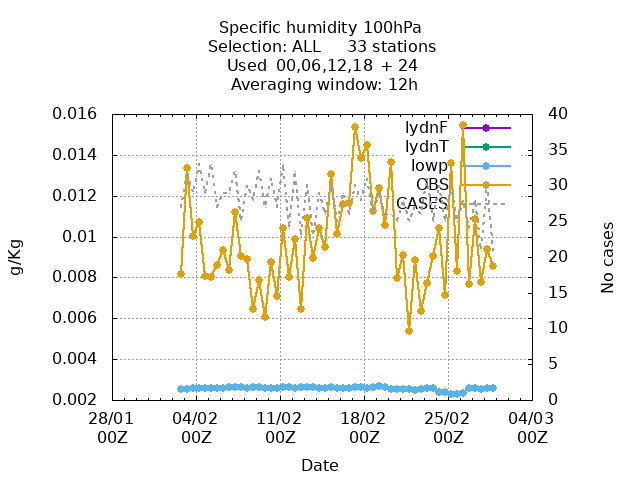 Specific humidity 100hPa
Selection: ALL 33 stations
Used 00,06,12,18 + 24
Averaging window: 12h
0.016
0.014
0.012
0.01
0.008
0.006
0.004
0.002
g/Kg
40
35
30
25
20
15
10
5
0
No cases
lydnF
lydnT
lowp
OBS
CASES
28/01 04/02 11/02 18/02 25/02 04/03
00Z 00Z 00Z 00Z 00Z 00Z
Date